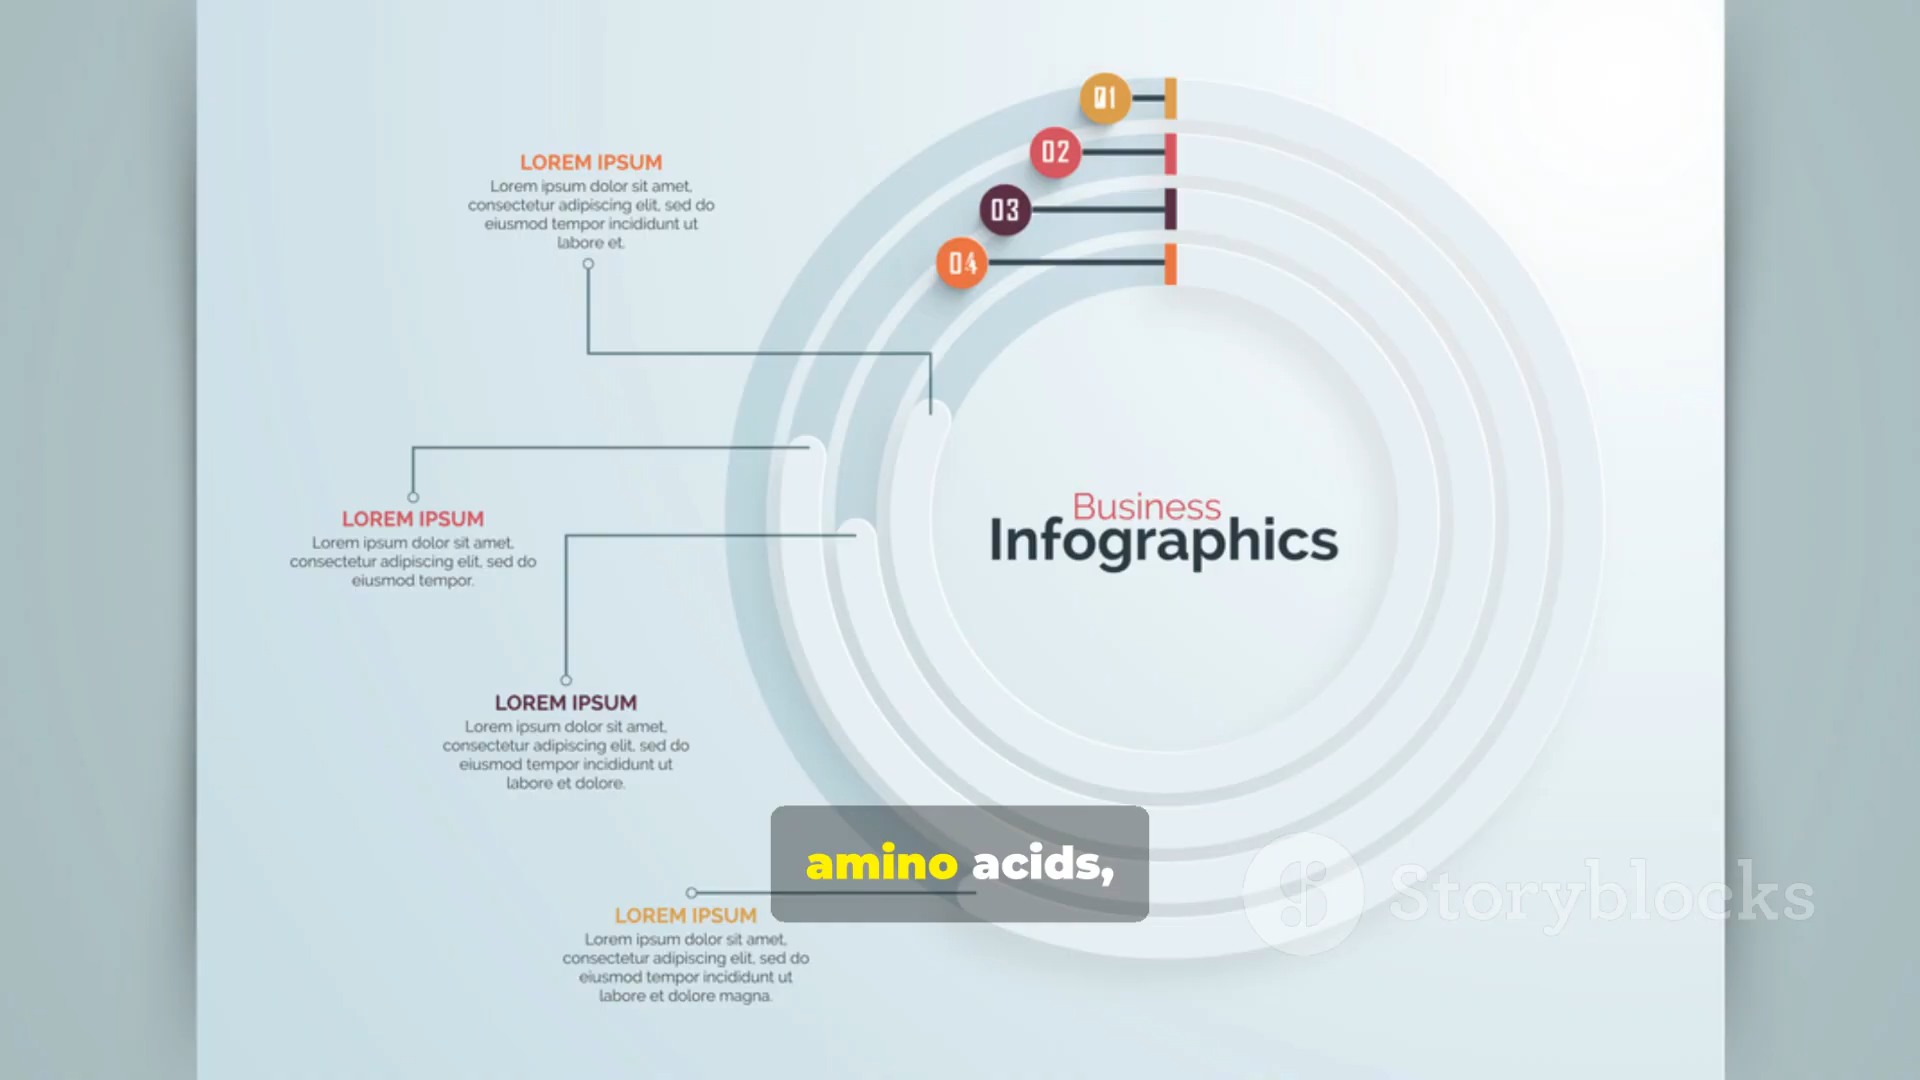 01
02
03
04
LOREM IPSUM
Lorem ipsum dolor sit amet,
consectetur adipiscing elit, sed do
eiusmod tempor incididunt ut
labore et.
LOREM IPSUM
Lorem ipsum dolor sit amet,
consectetur adipiscing elit, sed do
eiusmod tempor.
Business
Infographics
LOREM IPSUM
Lorem ipsum dolor sit amet,
consectetur adipiscing elit, sed do
eiusmod tempor incididunt ut
labore et dolore.
amino acids,
Storyblocks
LOREM IPSUM
Lorem ipsum dolor sit amet,
consectetur adipiscing elit, sed do
eiusmod tempor incididunt ut
labore et dolore magna.